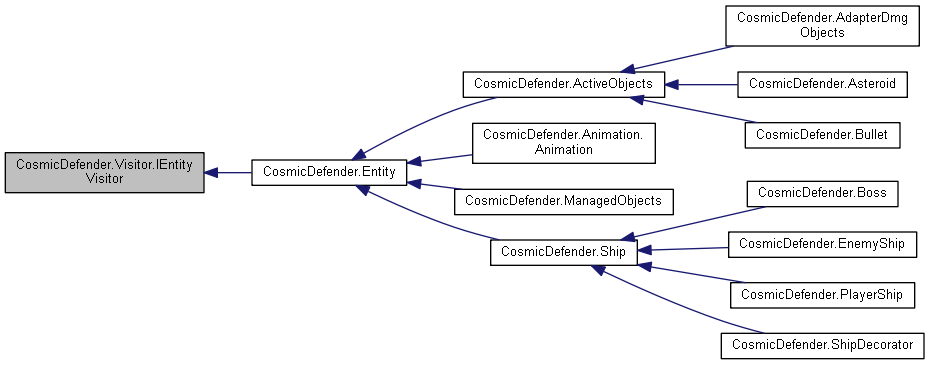 CosmicDefender.Visitor.IEntity
Visitor
CosmicDefender.Entity
CosmicDefender.ActiveObjects
CosmicDefender.Animation.
Animation
CosmicDefender.ManagedObjects
CosmicDefender.Ship
CosmicDefender.AdapterDmg
Objects
CosmicDefender.Asteroid
CosmicDefender.Bullet
CosmicDefender.Boss
CosmicDefender.EnemyShip
CosmicDefender.PlayerShip
CosmicDefender.ShipDecorator